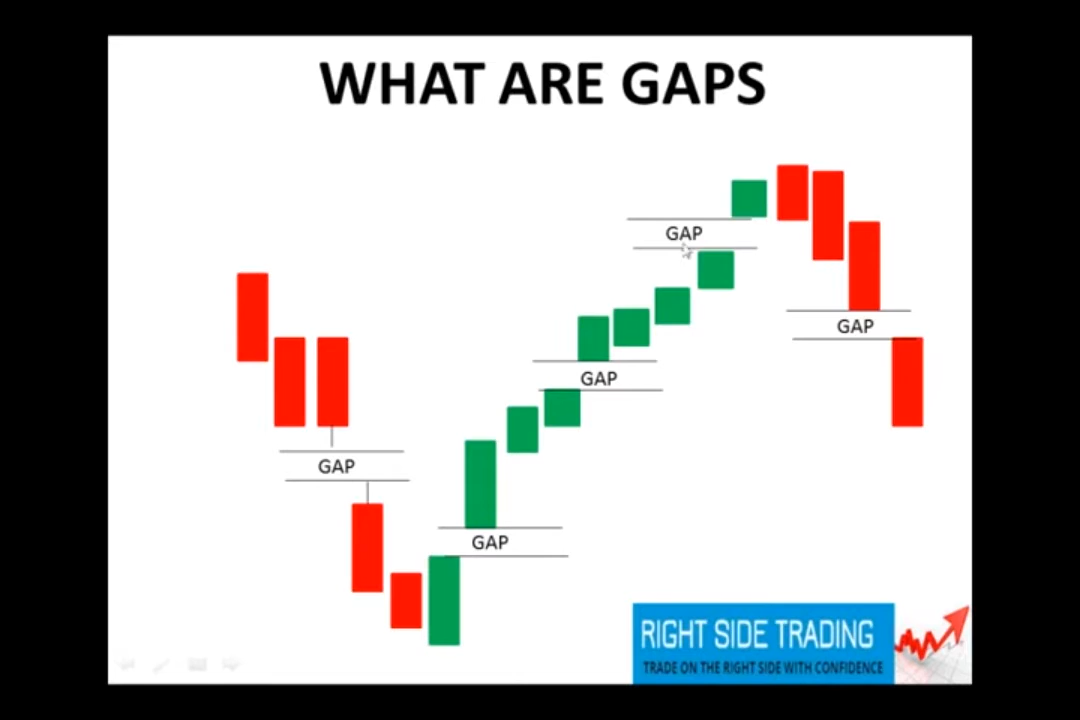 WHAT ARE GAPS
GAP
GAP
GAP
GAP
GAP
RIGHT SIDE TRADING
TRADE ON THE RIGHT SIDE WITH CONFIDENCE